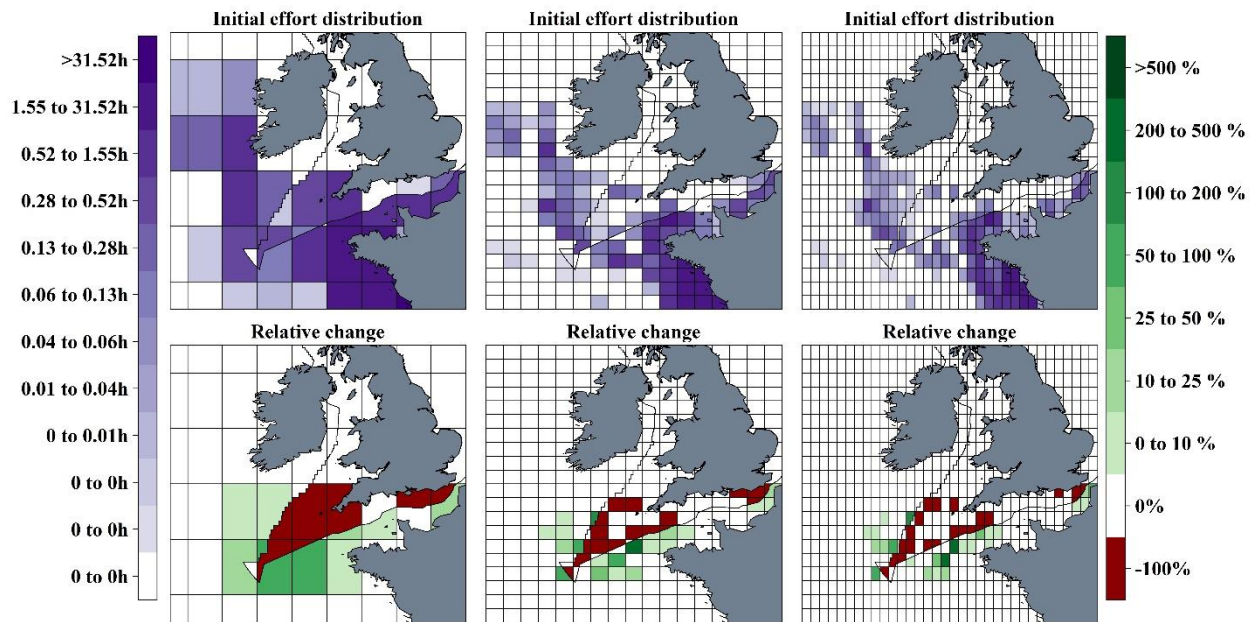 Initial effort distribution
Initial effort distribution
Initial effort distribution
>31.52h
1.55 to 31.52h
0.52 to 1.55h
0.28 to 0.52h
0.13 to 0.28h
0.06 to 0.13h
0.04 to 0.06h
0.01 to 0.04h
0 to 0.01h
0 to 0h
0 to 0h
0 to 0h
Relative change
Relative change
Relative change
>500 %
200 to 500 %
100 to 200 %
50 to 100 %
25 to 50 %
10 to 25 %
0 to 10 %
0%
-100%